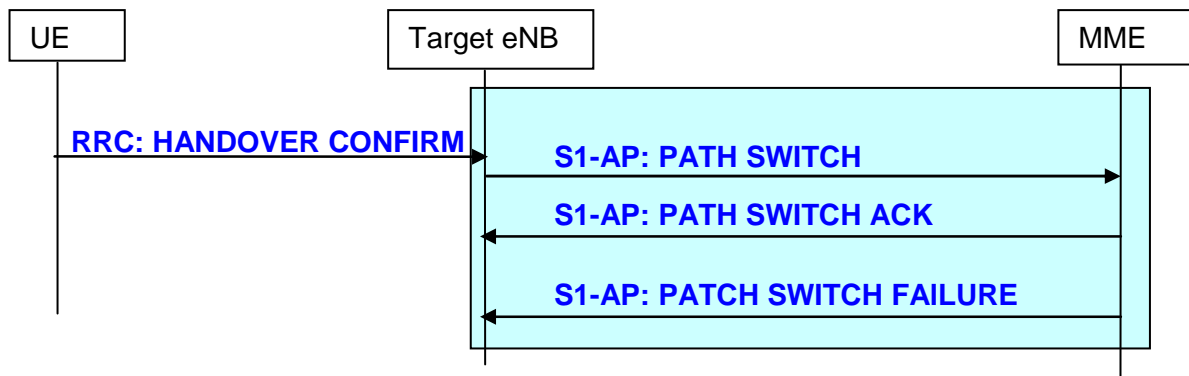 UE
Target eNB
MME
RRC: HANDOVER CONFIRM
S1-AP: PATH SWITCH
S1-AP: PATH SWITCH ACK
S1-AP: PATCH SWITCH FAILURE